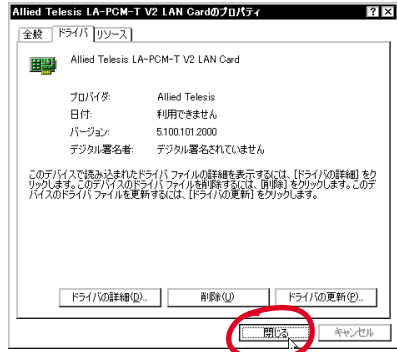 Allied Telesis LA-PCM-T V2 LAN Cardのプロパティ
全般 ドライバ リソース
Allied Telesis LA-PCM-T V2 LAN Card
プロバイダ: Allied Telesis
日付: 利用できません
バージョン: 5.100.101.2000
デジタル署名者: デジタル署名されていません
このデバイスで読み込まれたドライバ ファイルの詳細を表示するには、[ドライバの詳細] をク
リックします。このデバイスのドライバ ファイルを削除するには、[削除] をクリックします。このデ
バイスのドライバ ファイルを更新するには、[ドライバの更新] をクリックします。
ドライバの詳細(D)... 削除(U) ドライバの更新(P)...
閉じる キャンセル